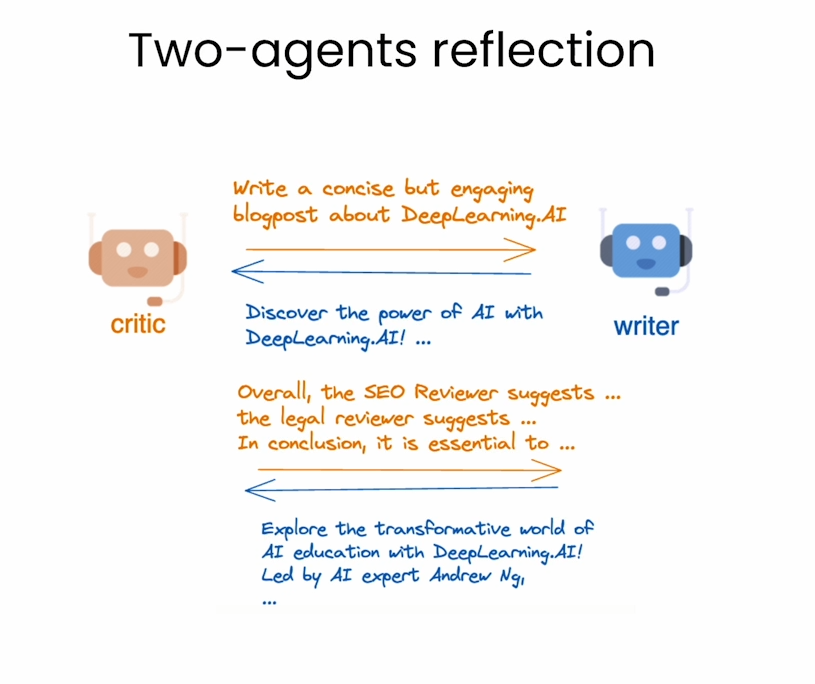 Two-agents reflection
Write a concise but engaging
blogpost about DeepLearning.AI
critic
writer
Discover the power of AI with
DeepLearning.AI! ...
Overall, the SEO Reviewer suggests ...
the legal reviewer suggests ...
In conclusion, it is essential to ...
Explore the transformative world of
AI education with DeepLearning.AI!
Led by AI expert Andrew Ng,
...